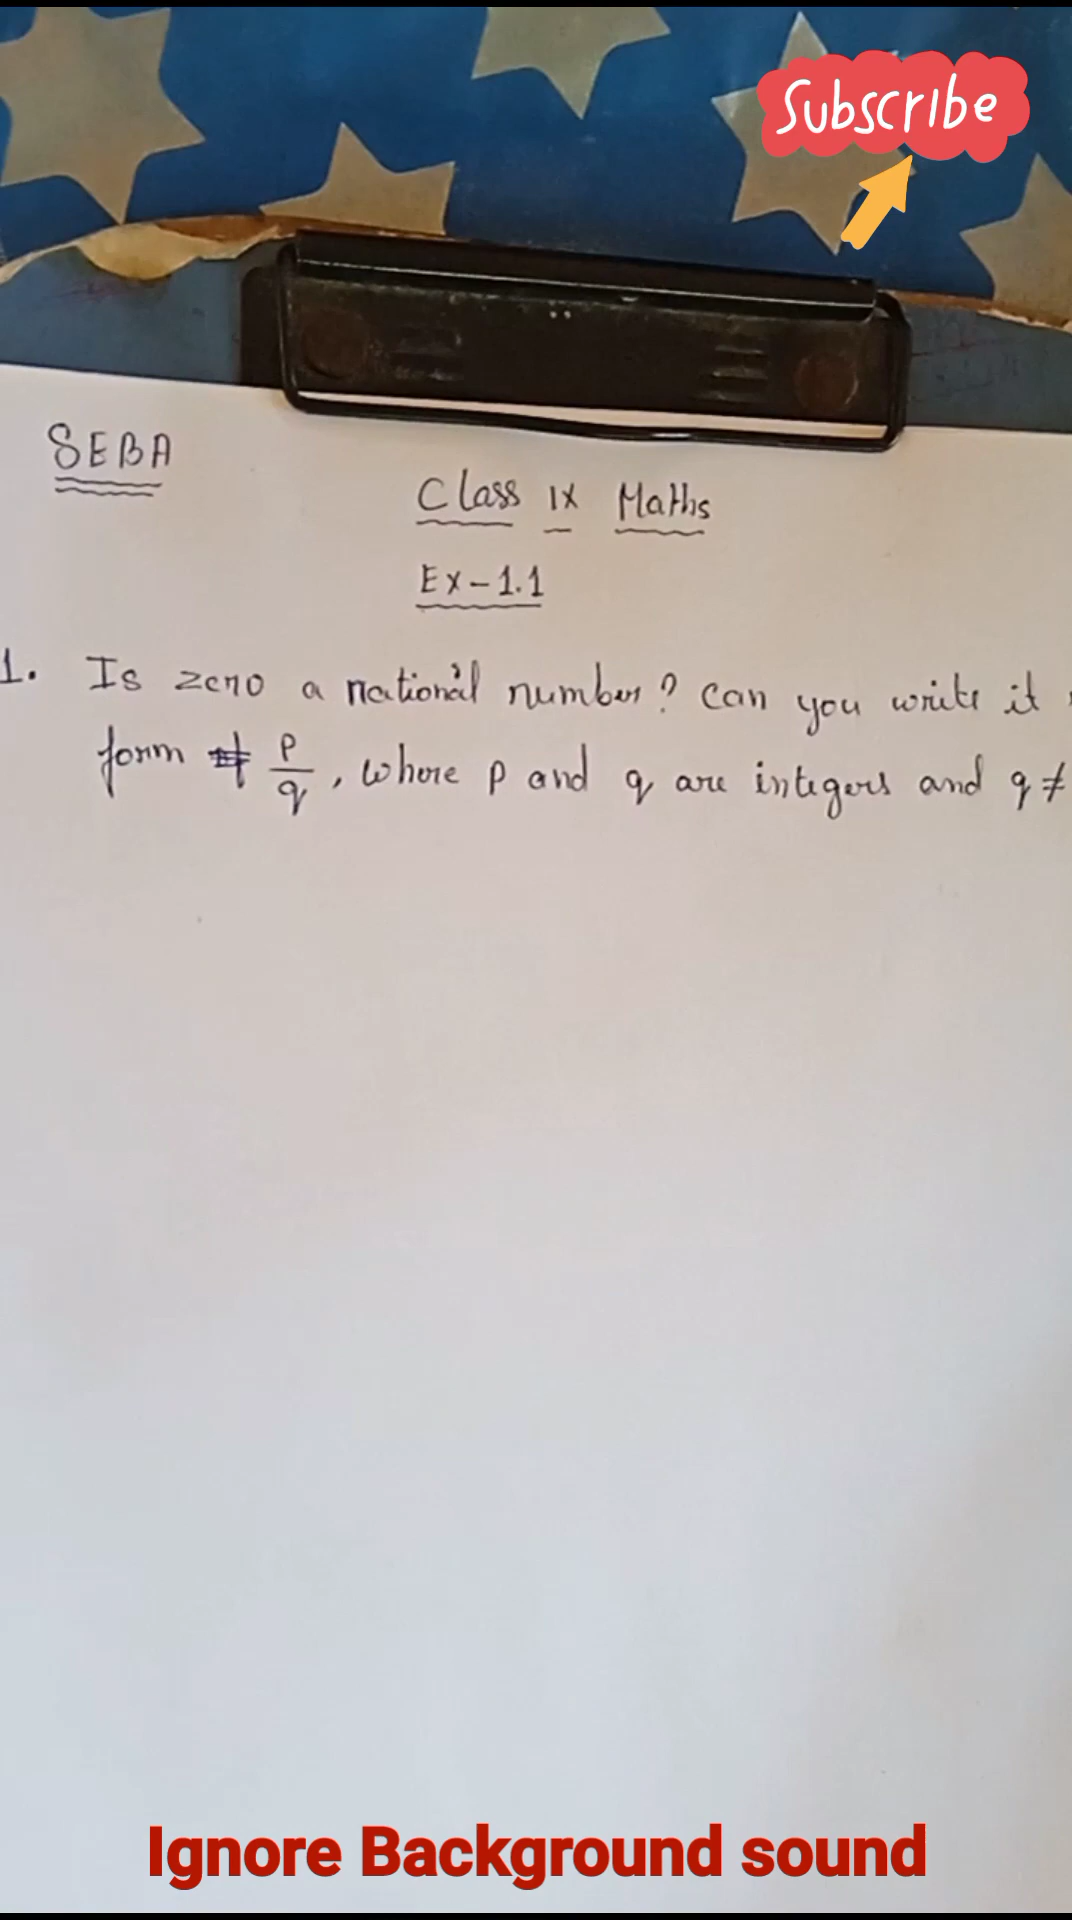 Subscribe
SEBA
Class IX Maths
Ex-1.1
1. Is zero a rational number? Can you write it
form p/q, where p and q are integers and q ≠
Ignore Background sound